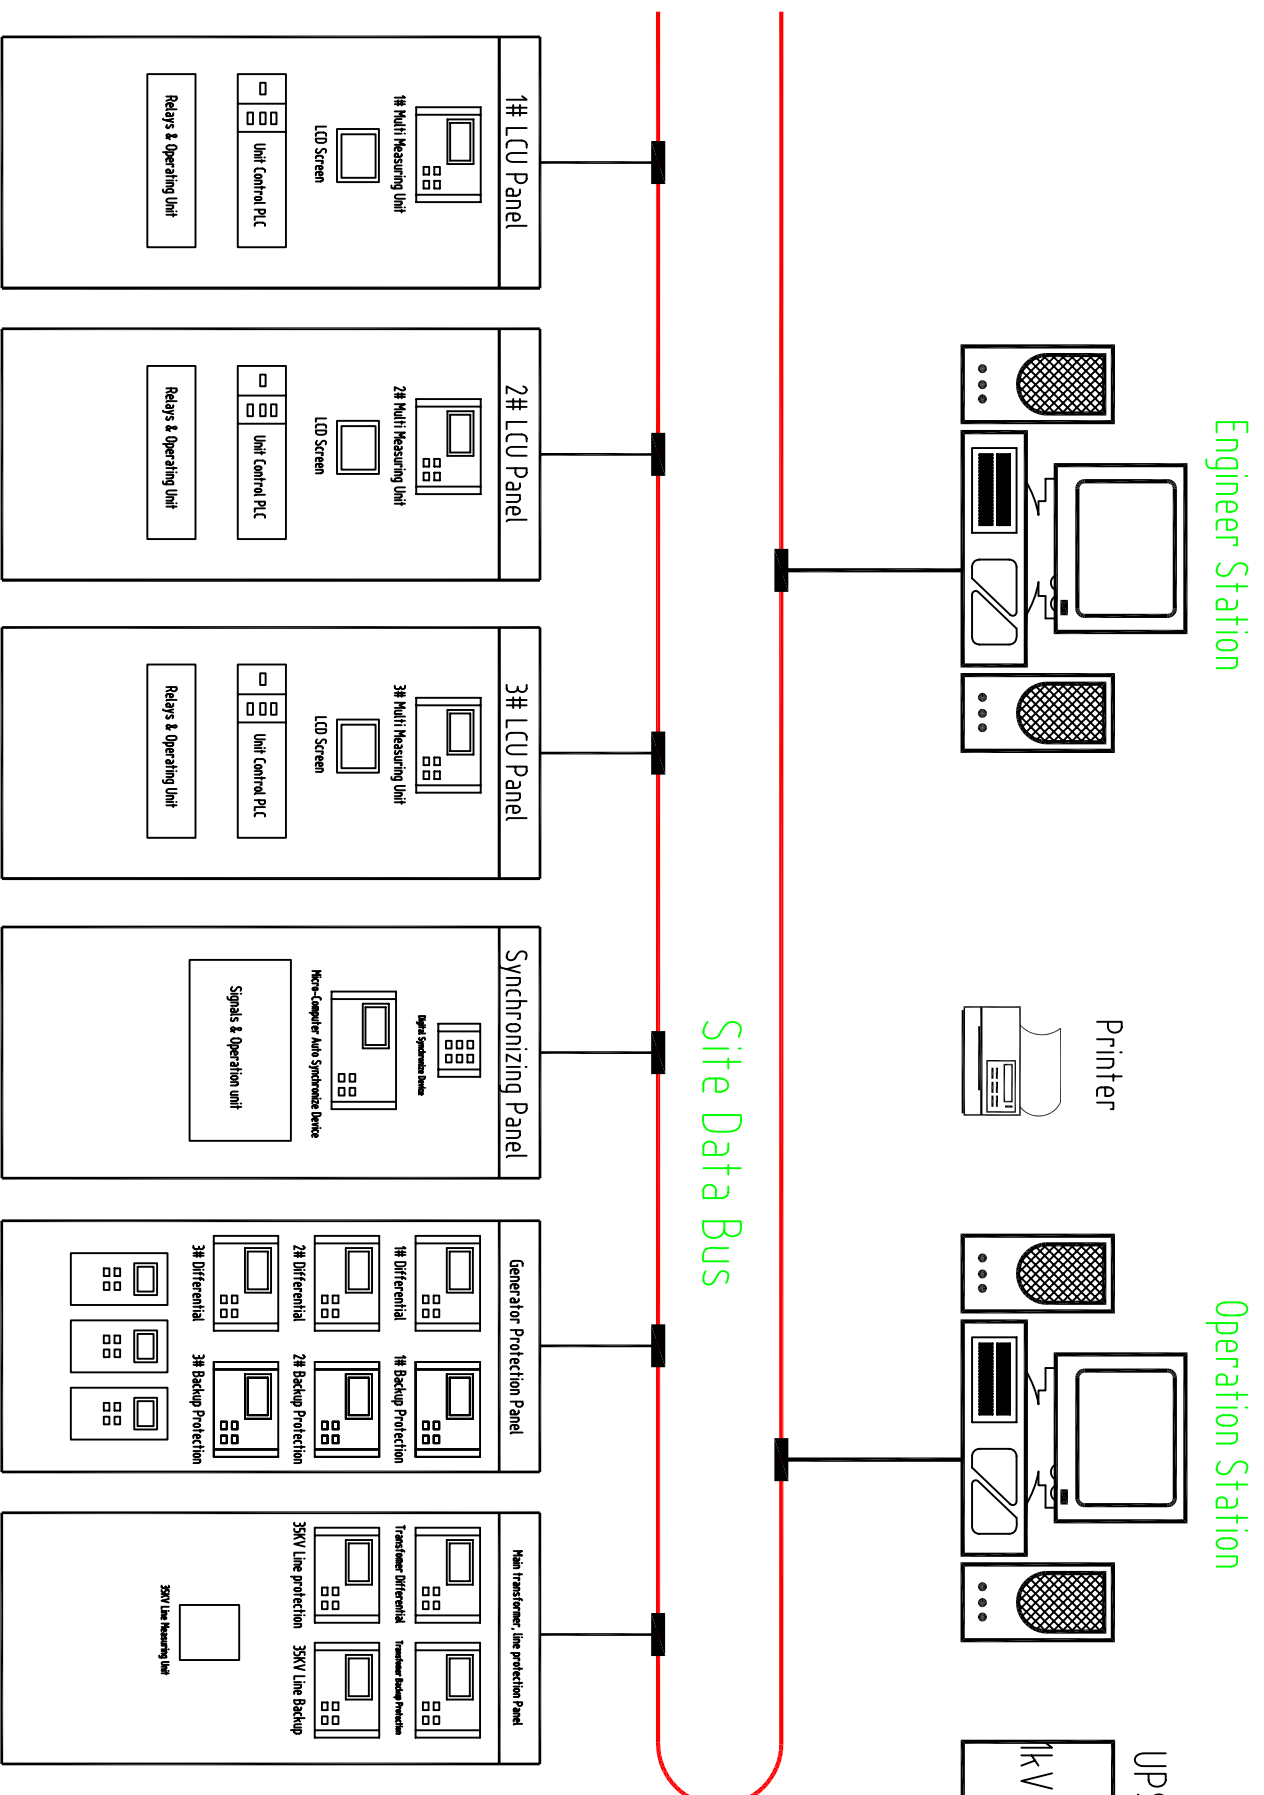 Engineer Station
Operation Station
Printer
UPS
1kV
Site Data Bus
1# LCU Panel
1# Multi Measuring Unit
LCD Screen
Unit Control PLC
Relays & Operating Unit
2# LCU Panel
2# Multi Measuring Unit
LCD Screen
Unit Control PLC
Relays & Operating Unit
3# LCU Panel
3# Multi Measuring Unit
LCD Screen
Unit Control PLC
Relays & Operating Unit
Synchronizing Panel
Digital Synchronize Device
Micro-Computer Auto Synchronize Device
Signals & Operation unit
Generator Protection Panel
1# Differential
1# Backup Protection
2# Differential
2# Backup Protection
3# Differential
3# Backup Protection
Main transformer, line protection Panel
Transfomer Differential
Transfomer Backup Protection
35KV Line protection
35KV Line Backup
35KV Line Measuring Unit